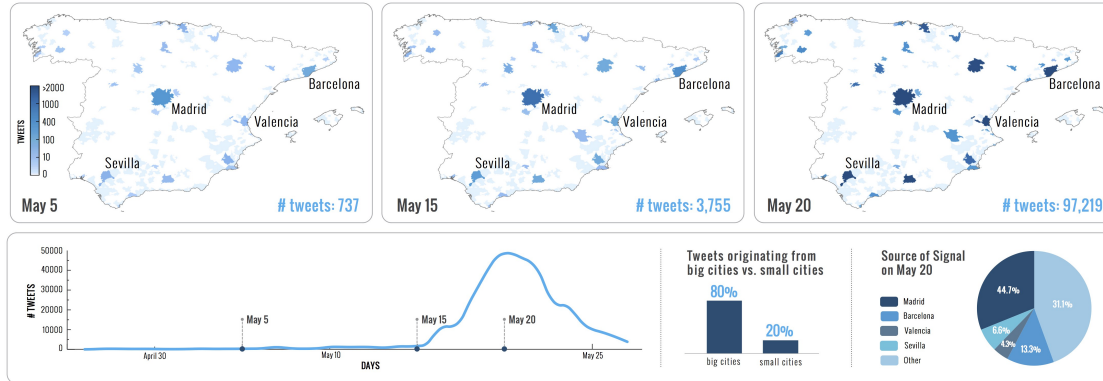 Barcelona
>2000
1000
400
100
10
0
TWEETS
Madrid
Valencia
Sevilla
May 5
# tweets: 737
Barcelona
Madrid
Valencia
Sevilla
May 15
# tweets: 3,755
Barcelona
Madrid
Valencia
Sevilla
May 20
# tweets: 97,219
50000
40000
30000
20000
10000
0
# TWEETS
May 5
May 15
May 20
April 30
May 10
May 25
DAYS
Tweets originating from
big cities vs. small cities
80%
20%
big cities
small cities
Source of Signal
on May 20
Madrid
Barcelona
Valencia
Sevilla
Other
44.7%
31.1%
6.6%
4.3%
13.3%